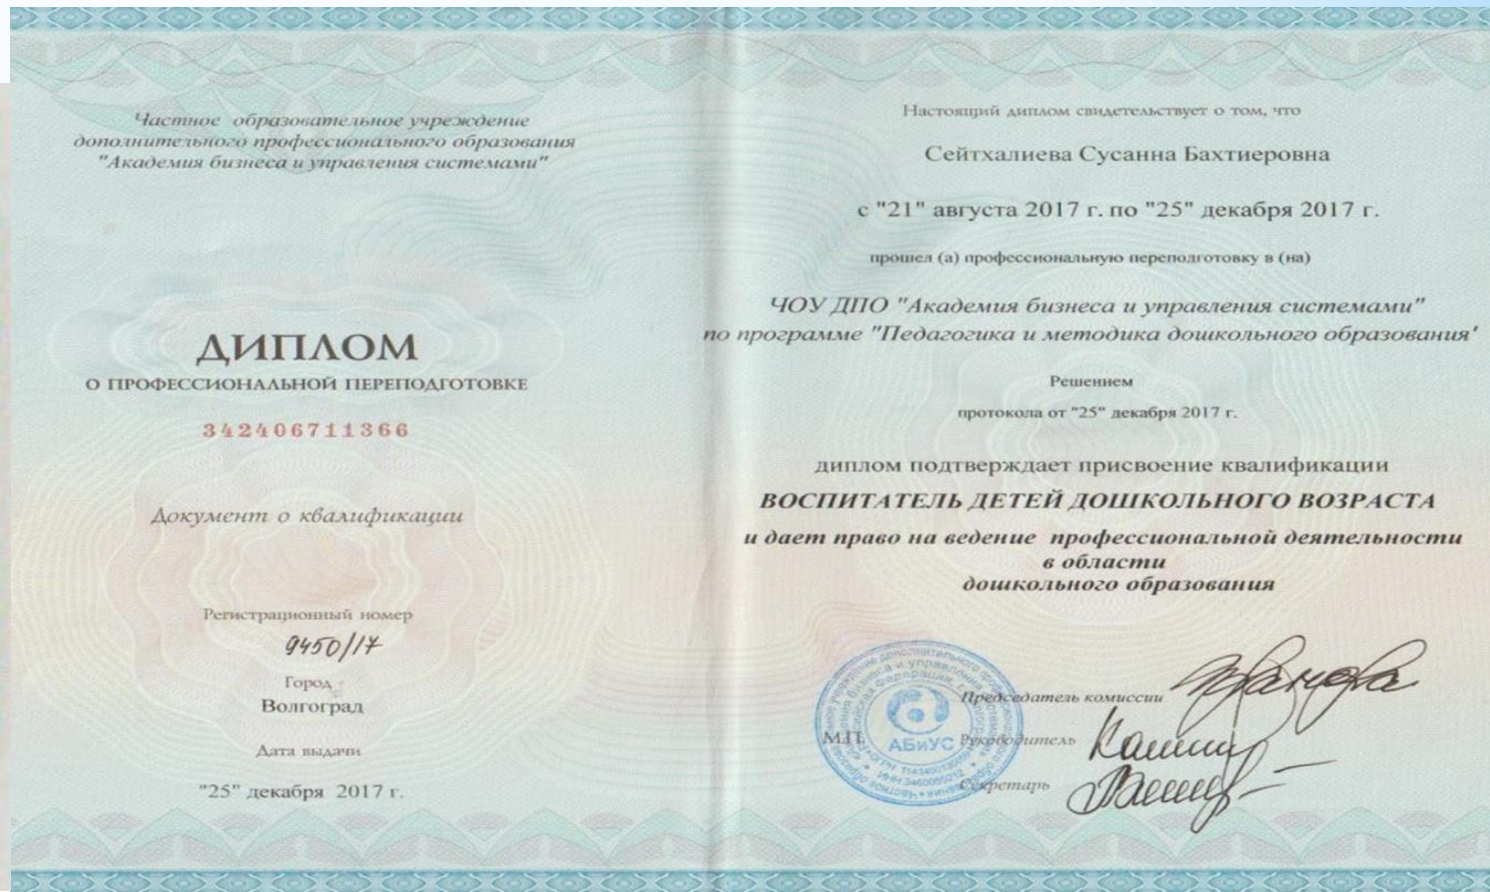 Частное образовательное учреждение
дополнительного профессионального образования
"Академия бизнеса и управления системами"
ДИПЛОМ
О ПРОФЕССИОНАЛЬНОЙ ПЕРЕПОДГОТОВКЕ
342406711366
Документ о квалификации
Регистрационный номер
9450/17
Город
Волгоград
Дата выдачи
"25" декабря 2017 г.
Настоящий диплом свидетельствует о том, что
Сейтхалиева Сусанна Бахтиеровна
с "21" августа 2017 г. по "25" декабря 2017 г.
прошел (а) профессиональную переподготовку в (на)
ЧОУ ДПО "Академия бизнеса и управления системами"
по программе "Педагогика и методика дошкольного образования"
Решением
протокола от "25" декабря 2017 г.
диплом подтверждает присвоение квалификации
ВОСПИТАТЕЛЬ ДЕТЕЙ ДОШКОЛЬНОГО ВОЗРАСТА
и дает право на ведение профессиональной деятельности
в области
дошкольного образования
Председатель комиссии
М.П.
Руководитель
Секретарь
АБиУС